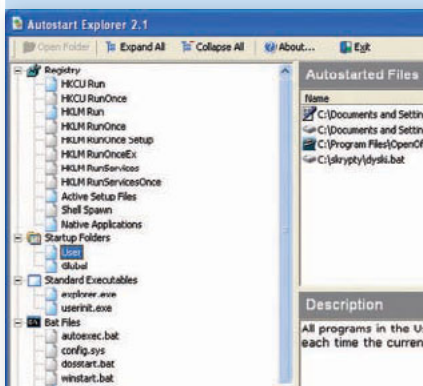 Autostart Explorer 2.1
Open Folder Expand All Collapse All About... Exit
Registry
HKCU Run
HKCU RunOnce
HKLM Run
HKLM RunOnce
HKLM RunOnce Setup
HKLM RunOnceEx
HKLM RunServices
HKLM RunServicesOnce
Active Setup Files
Shell Spawn
Native Applications
Startup Folders
User
Global
Standard Executables
explorer.exe
userinit.exe
Bat Files
autoexec.bat
config.sys
dosstart.bat
winstart.bat
Autostarted Files
Name
C:\Documents and Settin
C:\Documents and Settin
C:\Program Files\OpenOf
C:\skrypty\dyski.bat
Description
All programs in the U
each time the curren